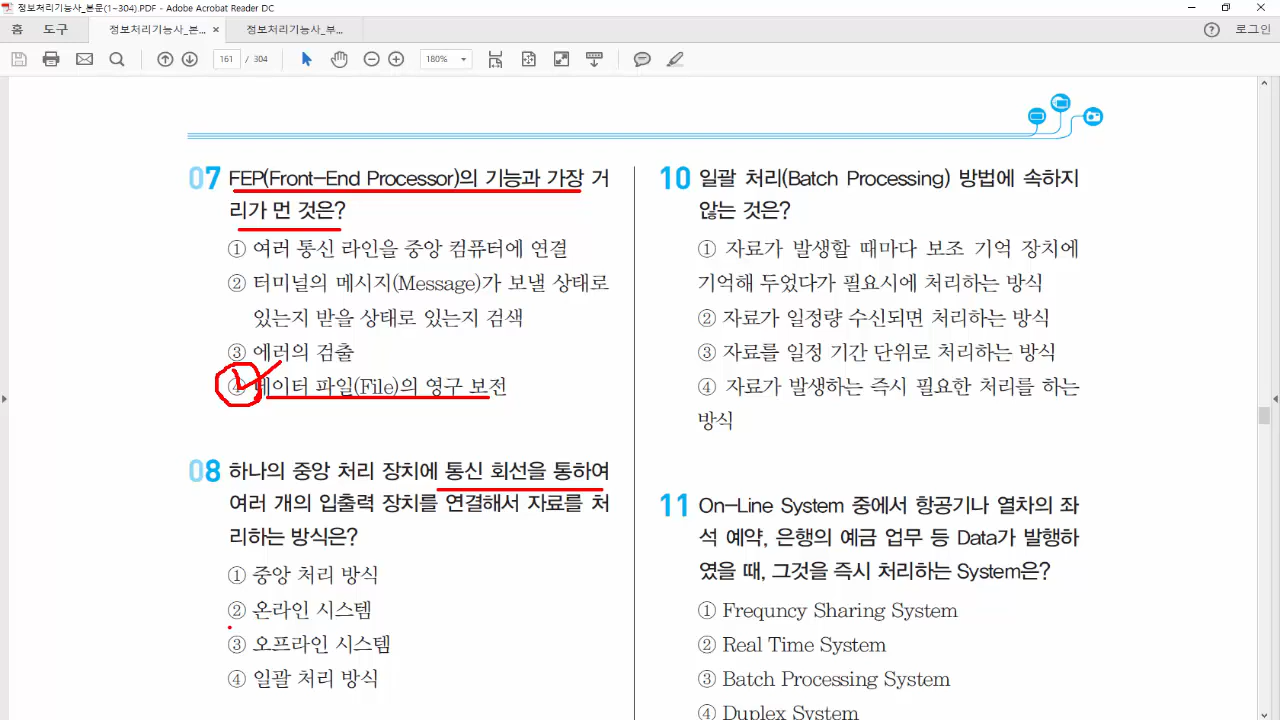 정보처리기능사_본문(1~304).PDF - Adobe Acrobat Reader DC
홈 도구 정보처리기능사_본... × 정보처리기능사_부... 로그인
161 / 304 180%
07 FEP(Front-End Processor)의 기능과 가장 거
리가 먼 것은?
① 여러 통신 라인을 중앙 컴퓨터에 연결
② 터미널의 메시지(Message)가 보낼 상태로
있는지 받을 상태로 있는지 검색
③ 에러의 검출
④ 데이터 파일(File)의 영구 보전
08 하나의 중앙 처리 장치에 통신 회선을 통하여
여러 개의 입출력 장치를 연결해서 자료를 처
리하는 방식은?
① 중앙 처리 방식
② 온라인 시스템
③ 오프라인 시스템
④ 일괄 처리 방식
10 일괄 처리(Batch Processing) 방법에 속하지
않는 것은?
① 자료가 발생할 때마다 보조 기억 장치에
기억해 두었다가 필요시에 처리하는 방식
② 자료가 일정량 수신되면 처리하는 방식
③ 자료를 일정 기간 단위로 처리하는 방식
④ 자료가 발생하는 즉시 필요한 처리를 하는
방식
11 On-Line System 중에서 항공기나 열차의 좌
석 예약, 은행의 예금 업무 등 Data가 발행하
였을 때, 그것을 즉시 처리하는 System은?
① Frequncy Sharing System
② Real Time System
③ Batch Processing System
④ Duplex System